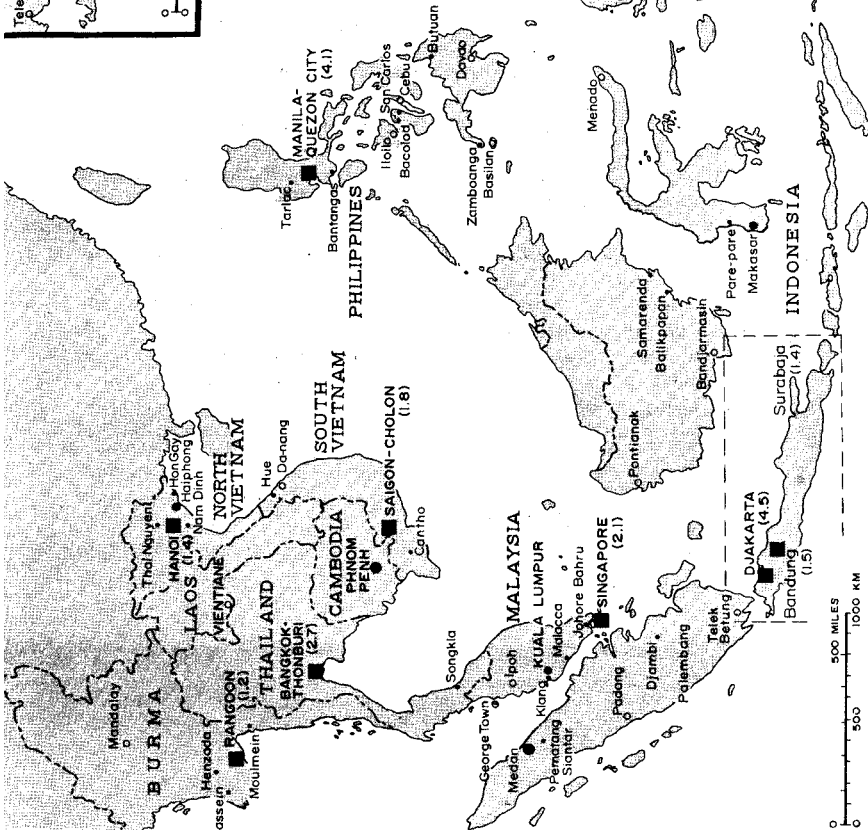 Tele
BURMA
Mandalay
Henzada
assein
RANGOON
(1.2)
Moulmein
Thai Nguyen
HANOI
(1.4)
HonGay
Haiphong
Nam Dinh
NORTH
VIETNAM
LAOS
VIENTIANE
THAILAND
BANGKOK-
THONBURI
(2.7)
Hue
Da-nang
CAMBODIA
PHNOM
PENH
SOUTH
VIETNAM
SAIGON-CHOLON
(1.8)
Cantho
Songkla
MANILA-
QUEZON CITY
(4.1)
Tarlac
Bantangas
PHILIPPINES
Iloilo
San Carlos
Bacolod
Cebu
Butuan
Davao
Zamboanga
Basilan
George Town
Ipoh
MALAYSIA
KUALA LUMPUR
Klang
Malacca
Johore Bahru
SINGAPORE
(2.1)
Medan
Pematang
Siantar
Padang
Djambi
Palembang
Telek
Betung
Pontianak
Samarenda
Balikpapan
Bandjarmasin
Menado
Pare-pare
Makasar
INDONESIA
DJAKARTA
(4.5)
Bandung
(1.5)
Surabaja
(1.4)
0 500 MILES
0 500 1000 KM